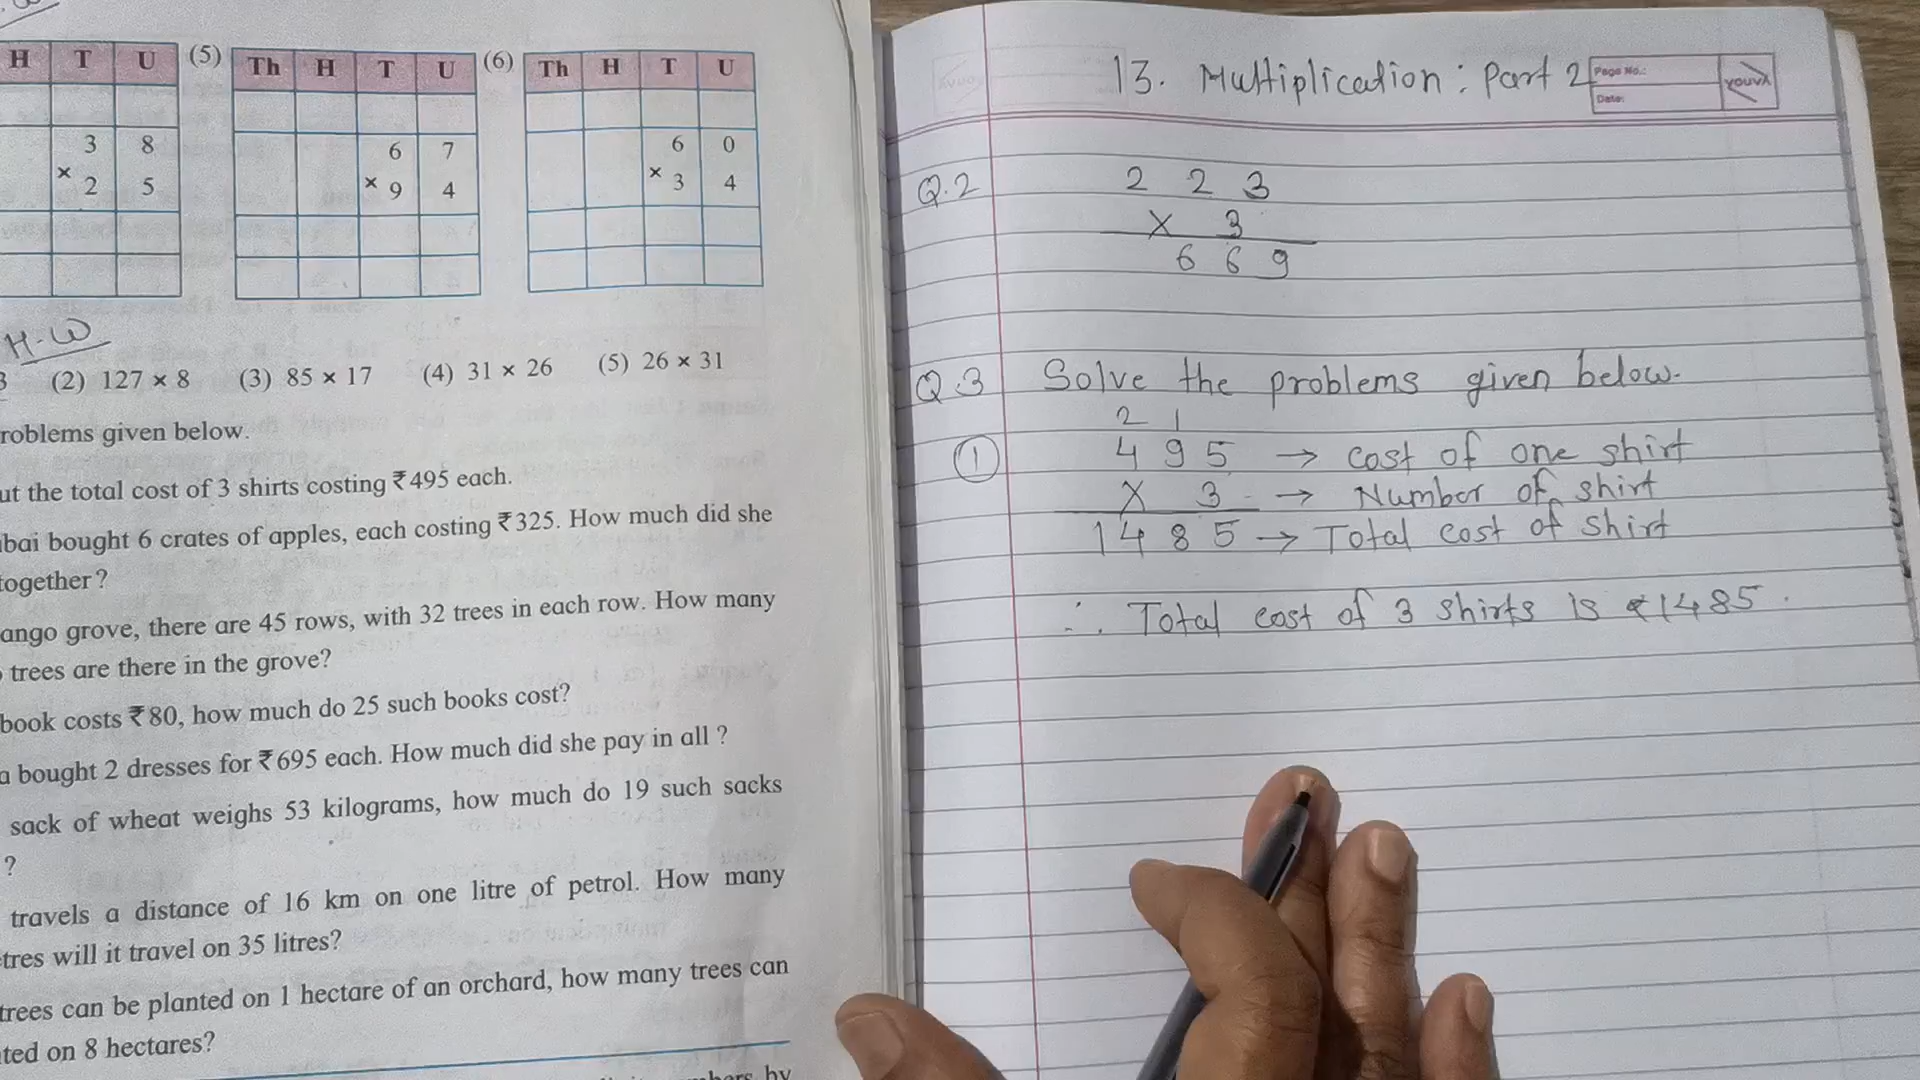 H T U (5) Th H T U (6) Th H T U
3 8
× 2 5
6 7
× 9 4
6 0
× 3 4
H.W
3 (2) 127 × 8 (3) 85 × 17 (4) 31 × 26 (5) 26 × 31
roblems given below.
ut the total cost of 3 shirts costing ₹495 each.
bai bought 6 crates of apples, each costing ₹325. How much did she
together?
ango grove, there are 45 rows, with 32 trees in each row. How many
trees are there in the grove?
book costs ₹80, how much do 25 such books cost?
a bought 2 dresses for ₹695 each. How much did she pay in all ?
sack of wheat weighs 53 kilograms, how much do 19 such sacks
?
travels a distance of 16 km on one litre of petrol. How many
tres will it travel on 35 litres?
trees can be planted on 1 hectare of an orchard, how many trees can
ted on 8 hectares?
by
13. Multiplication : Part 2
Page No.:
Date:
YOUVA
Q.2 2 2 3
× 3
6 6 9
Q.3 Solve the problems given below.
2 1
① 4 9 5 → cost of one shirt
× 3 → Number of shirt
1 4 8 5 → Total cost of shirt
∴ Total cost of 3 shirts is ₹1485.